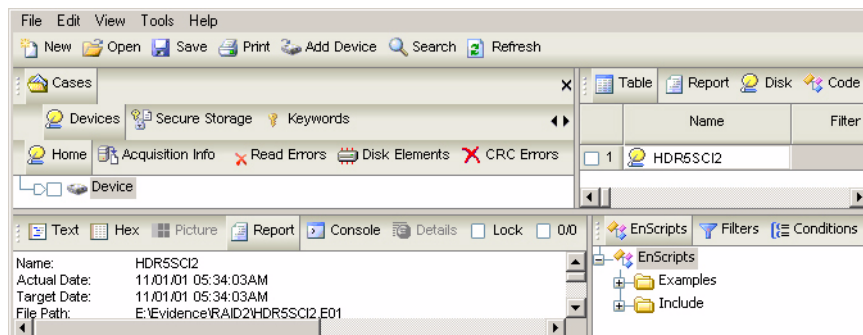 File Edit View Tools Help
New Open Save Print Add Device Search Refresh
Cases
Devices Secure Storage Keywords
Home Acquisition Info Read Errors Disk Elements CRC Errors
Device
Table Report Disk Code
Name Filter
1 HDR5SCI2
Text Hex Picture Report Console Details Lock 0/0
Name: HDR5SCI2
Actual Date: 11/01/01 05:34:03AM
Target Date: 11/01/01 05:34:03AM
File Path: E:\Evidence\RAID2\HDR5SCI2.E01
EnScripts Filters Conditions
EnScripts
Examples
Include